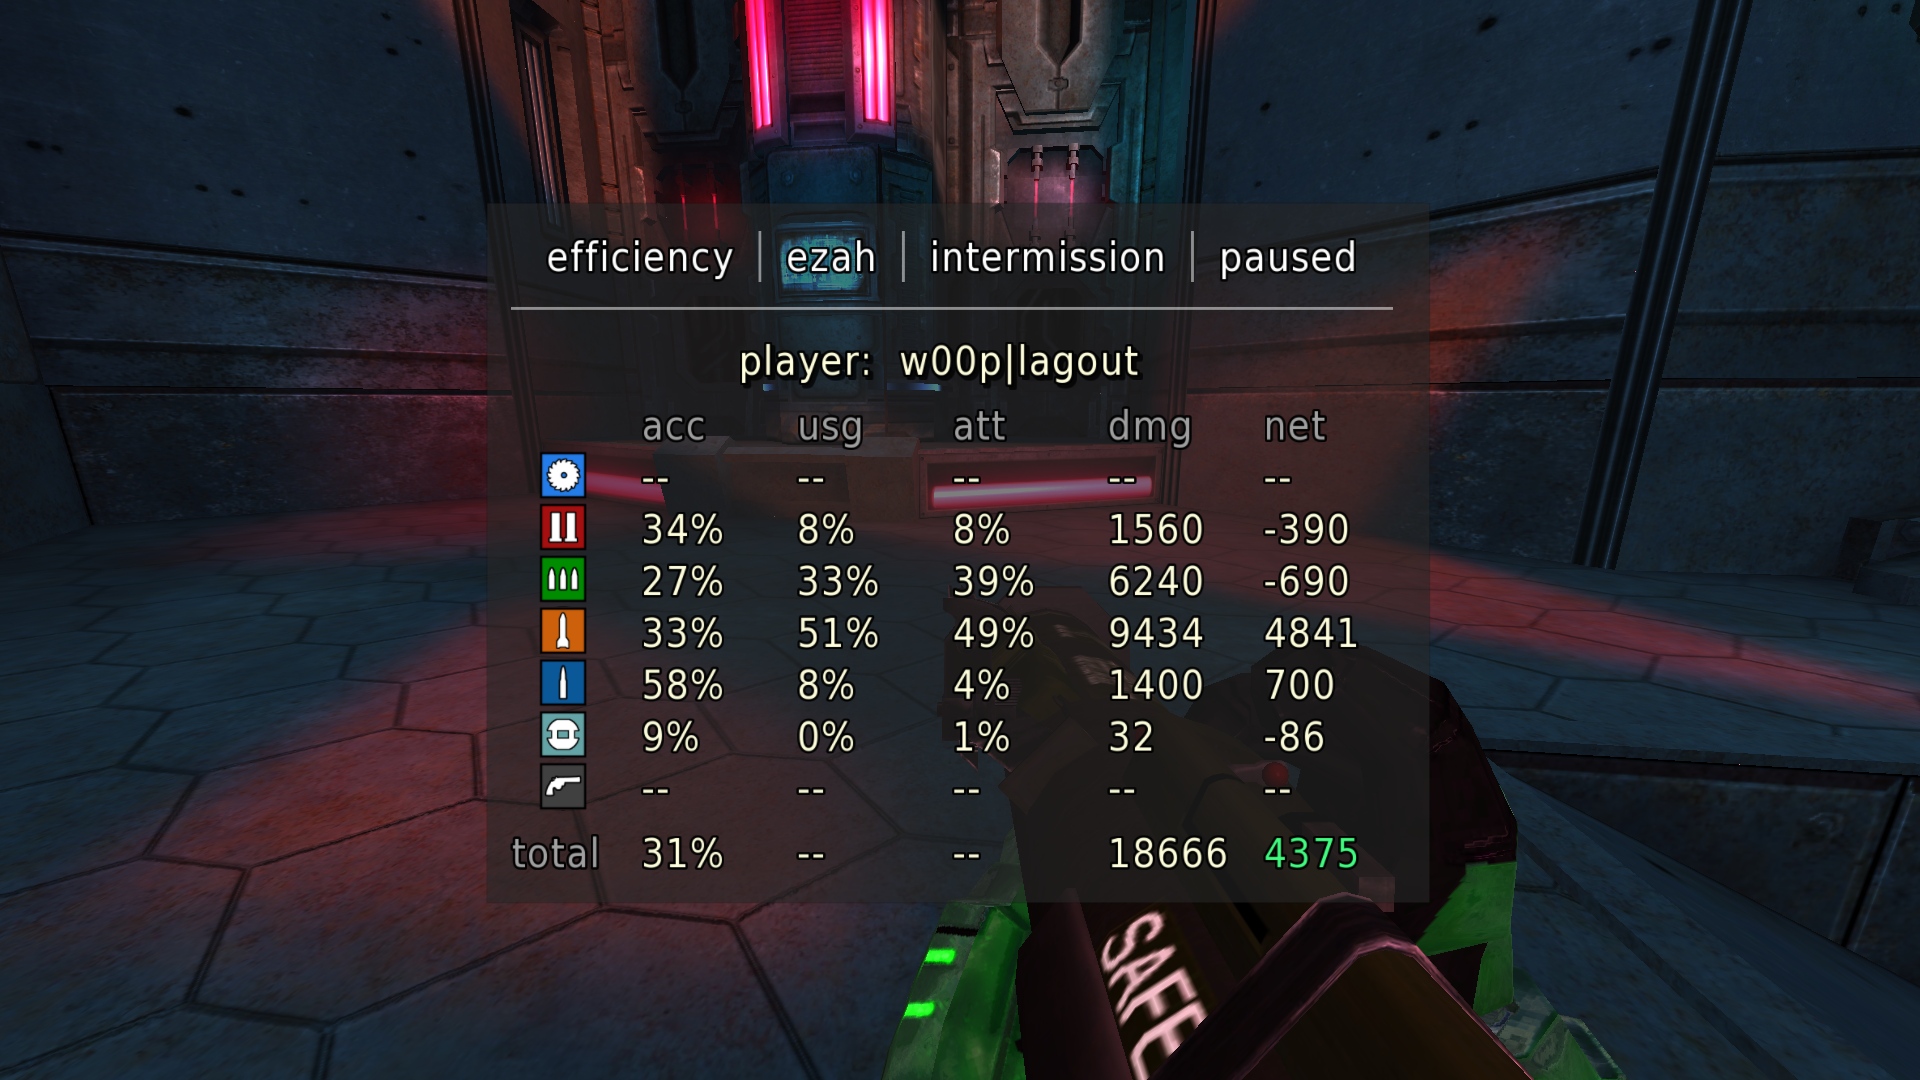 efficiency | ezah | intermission | paused
player: w00p|lagout
acc usg att dmg net
-- -- -- -- --
34% 8% 8% 1560 -390
27% 33% 39% 6240 -690
33% 51% 49% 9434 4841
58% 8% 4% 1400 700
9% 0% 1% 32 -86
-- -- -- -- --
total 31% -- -- 18666 4375
SAFE